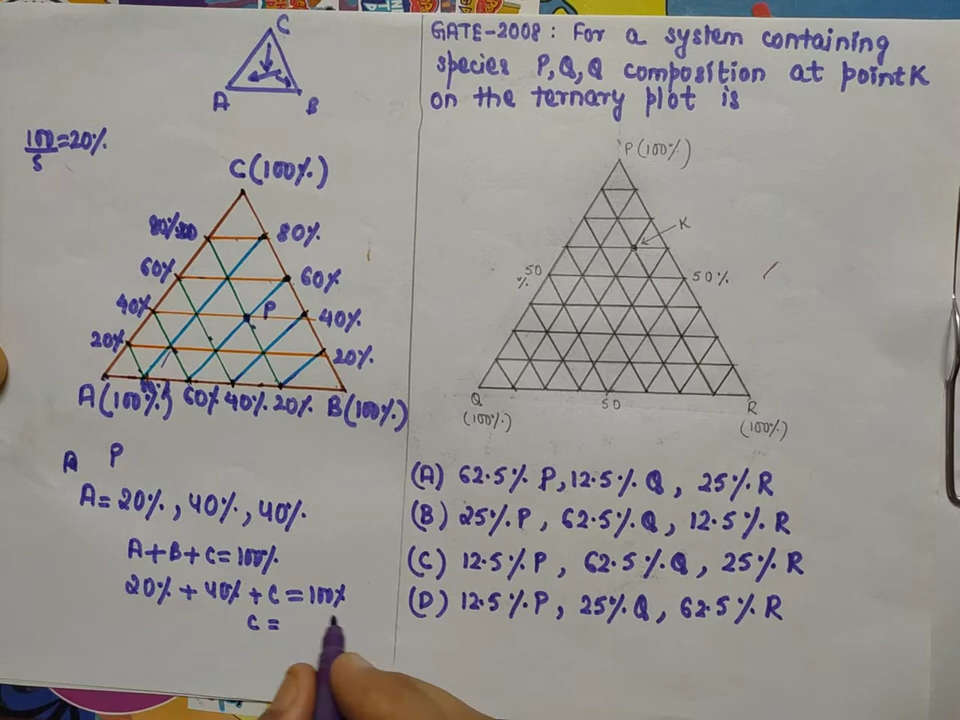 C
A
B
100/5 = 20%
C (100%)
80%
80%
60%
60%
P
40%
40%
20%
20%
A (100%)
60%
40%
20%
B (100%)
A P
A = 20%, 40%, 40%
A + B + C = 100%
20% + 40% + C = 100%
C =
GATE-2008 : For a system containing
species P, Q, Q composition at point K
on the ternary plot is
P (100%)
K
50
%
50%
Q
(100%)
50
R
(100%)
(A) 62.5% P, 12.5% Q, 25% R
(B) 25% P, 62.5% Q, 12.5% R
(C) 12.5% P, 62.5% Q, 25% R
(D) 12.5% P, 25% Q, 62.5% R